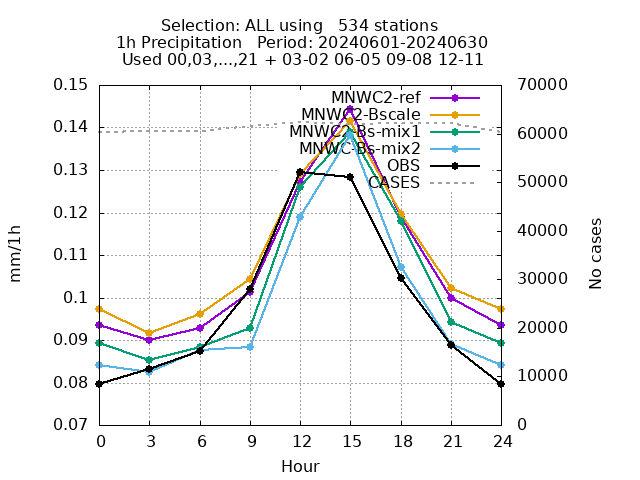 Selection: ALL using   534 stations
1h Precipitation   Period: 20240601-20240630
Used 00,03,...,21 + 03-02 06-05 09-08 12-11
MNWC2-ref
MNWC2-Bscale
MNWC2-Bs-mix1
MNWC-Bs-mix2
OBS
CASES
0.15
0.14
0.13
0.12
0.11
0.1
0.09
0.08
0.07
mm/1h
70000
60000
50000
40000
30000
20000
10000
0
No cases
0 3 6 9 12 15 18 21 24
Hour